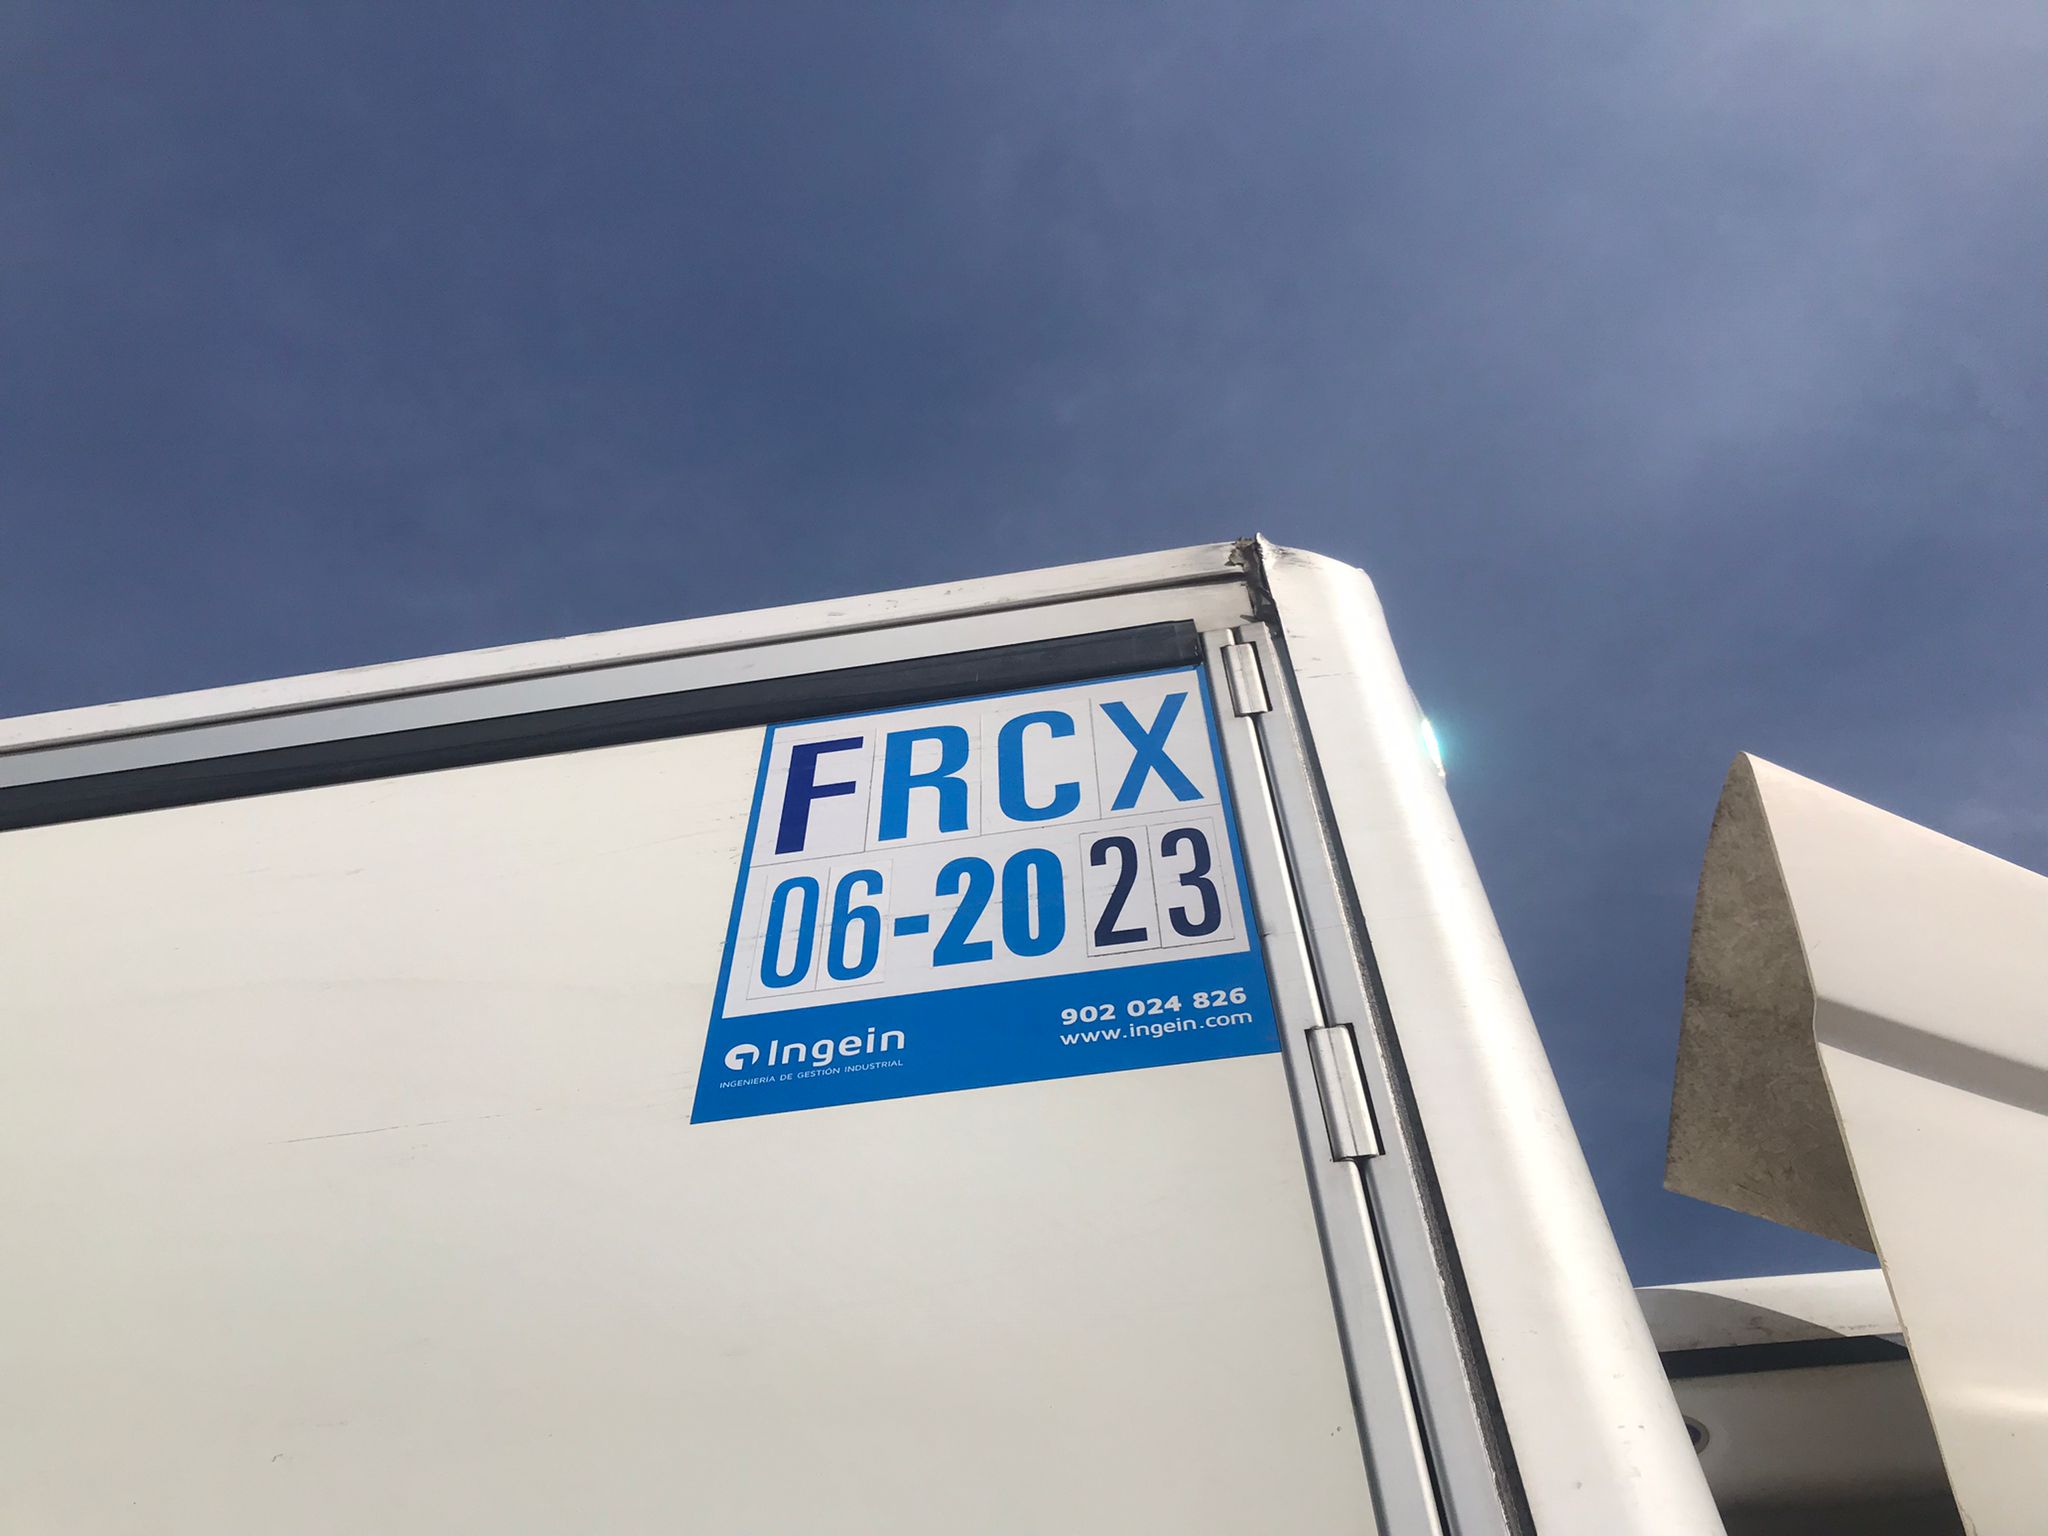 FRCX
06-2023
Ingein
INGENIERÍA DE GESTIÓN INDUSTRIAL
902 024 826
www.ingein.com